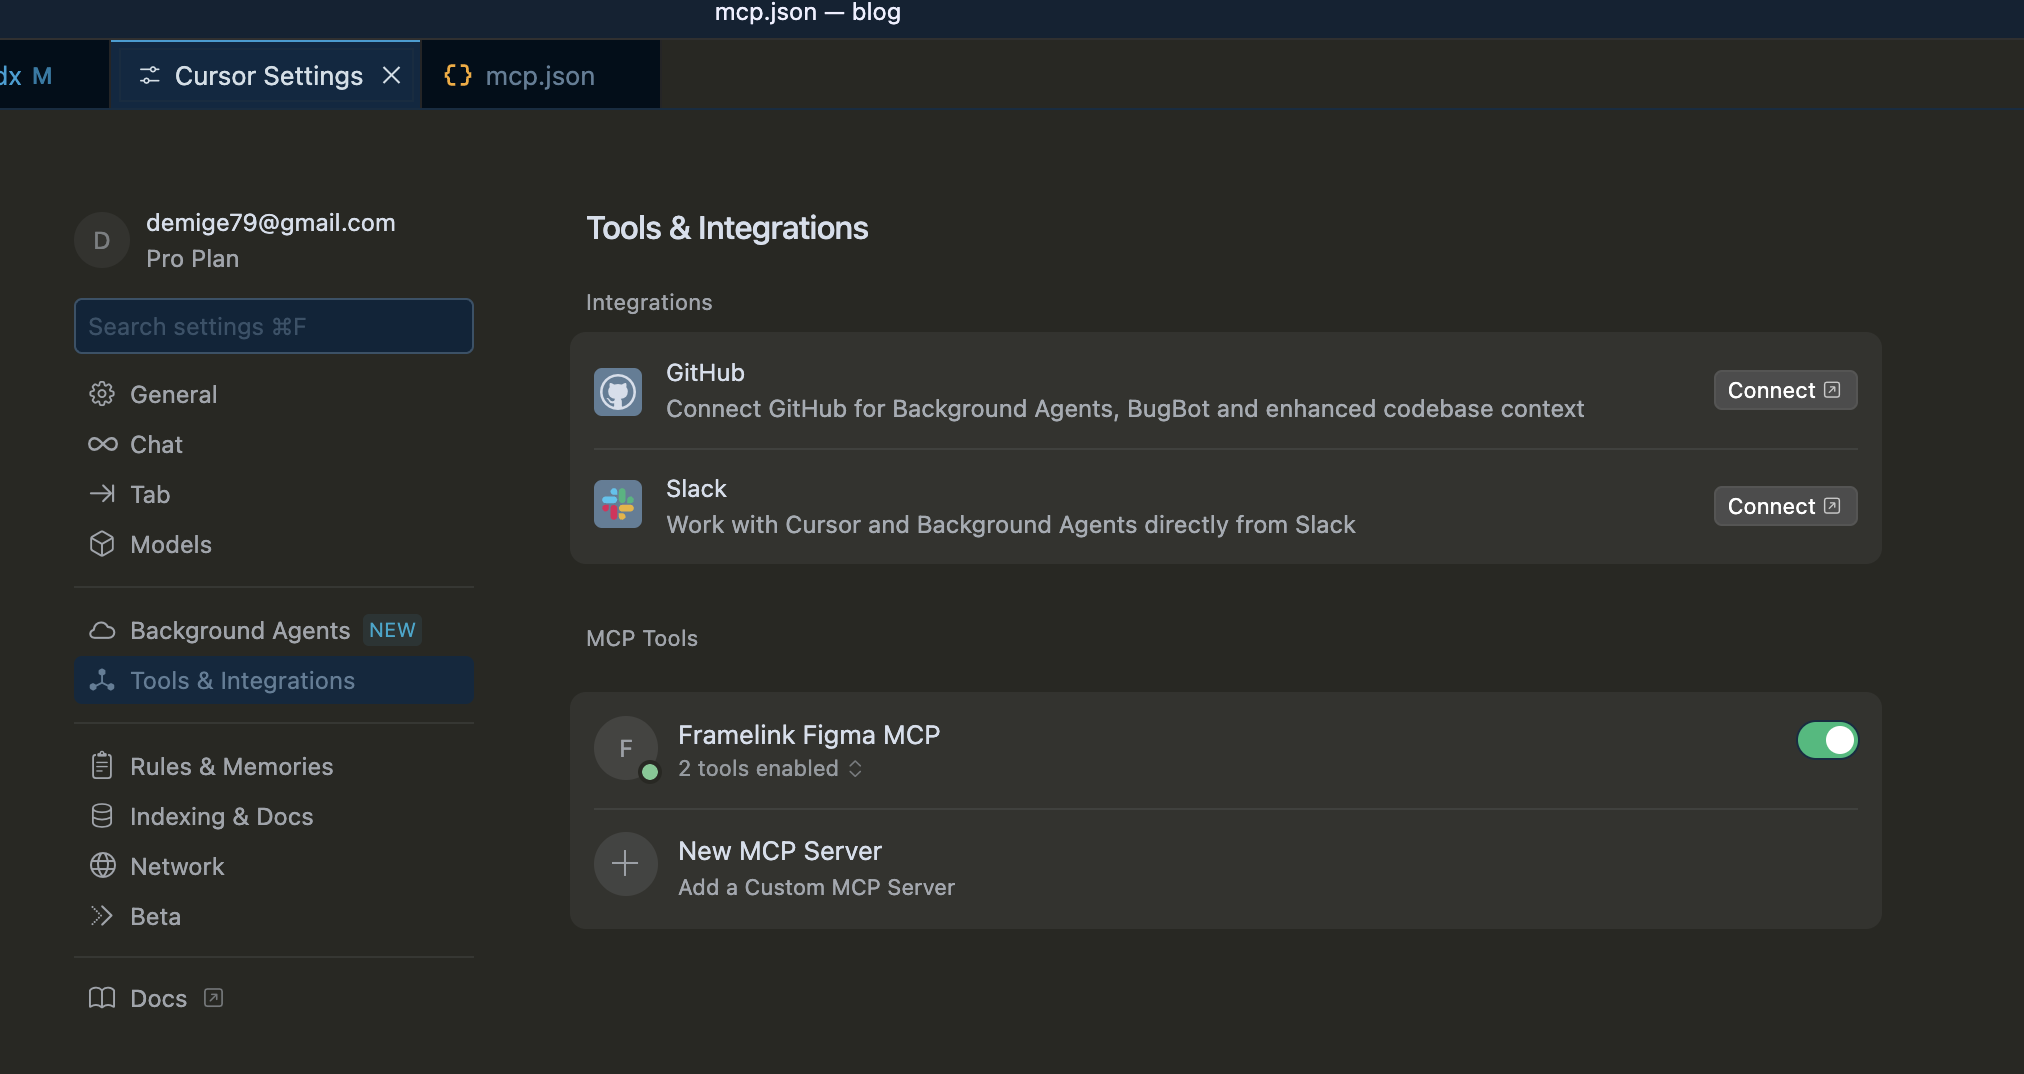 mcp.json — blog
dx M
Cursor Settings
{} mcp.json
D
demige79@gmail.com
Pro Plan
Search settings ⌘F
General
Chat
Tab
Models
Background Agents NEW
Tools & Integrations
Rules & Memories
Indexing & Docs
Network
Beta
Docs
Tools & Integrations
Integrations
GitHub
Connect GitHub for Background Agents, BugBot and enhanced codebase context
Connect
Slack
Work with Cursor and Background Agents directly from Slack
Connect
MCP Tools
F
Framelink Figma MCP
2 tools enabled
New MCP Server
Add a Custom MCP Server